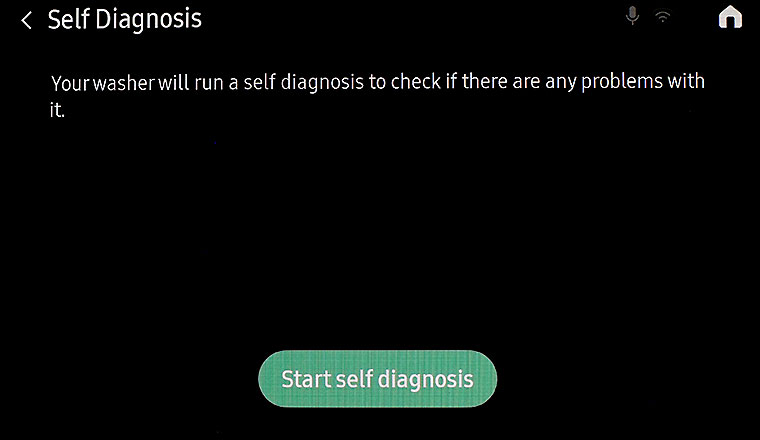 Self Diagnosis
Your washer will run a self diagnosis to check if there are any problems with
it.
Start self diagnosis